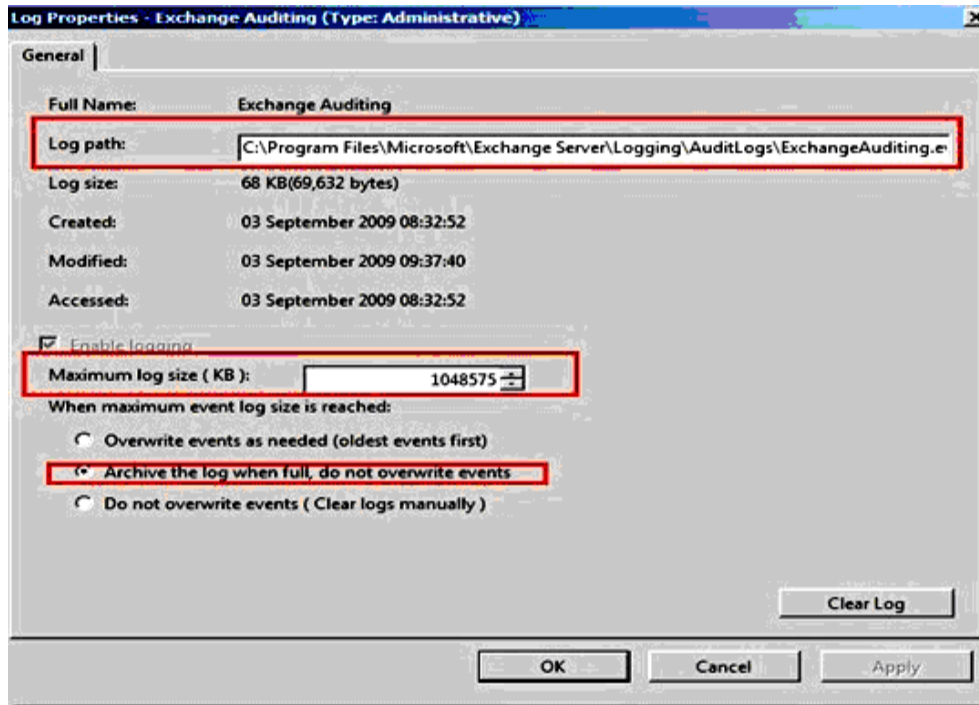 Log Properties - Exchange Auditing (Type: Administrative)
General
Full Name: Exchange Auditing
Log path: C:\Program Files\Microsoft\Exchange Server\Logging\AuditLogs\ExchangeAuditing.e
Log size: 68 KB(69,632 bytes)
Created: 03 September 2009 08:32:52
Modified: 03 September 2009 09:37:40
Accessed: 03 September 2009 08:32:52
Enable logging
Maximum log size ( KB ): 1048575
When maximum event log size is reached:
Overwrite events as needed (oldest events first)
Archive the log when full, do not overwrite events
Do not overwrite events ( Clear logs manually )
Clear Log
OK Cancel Apply